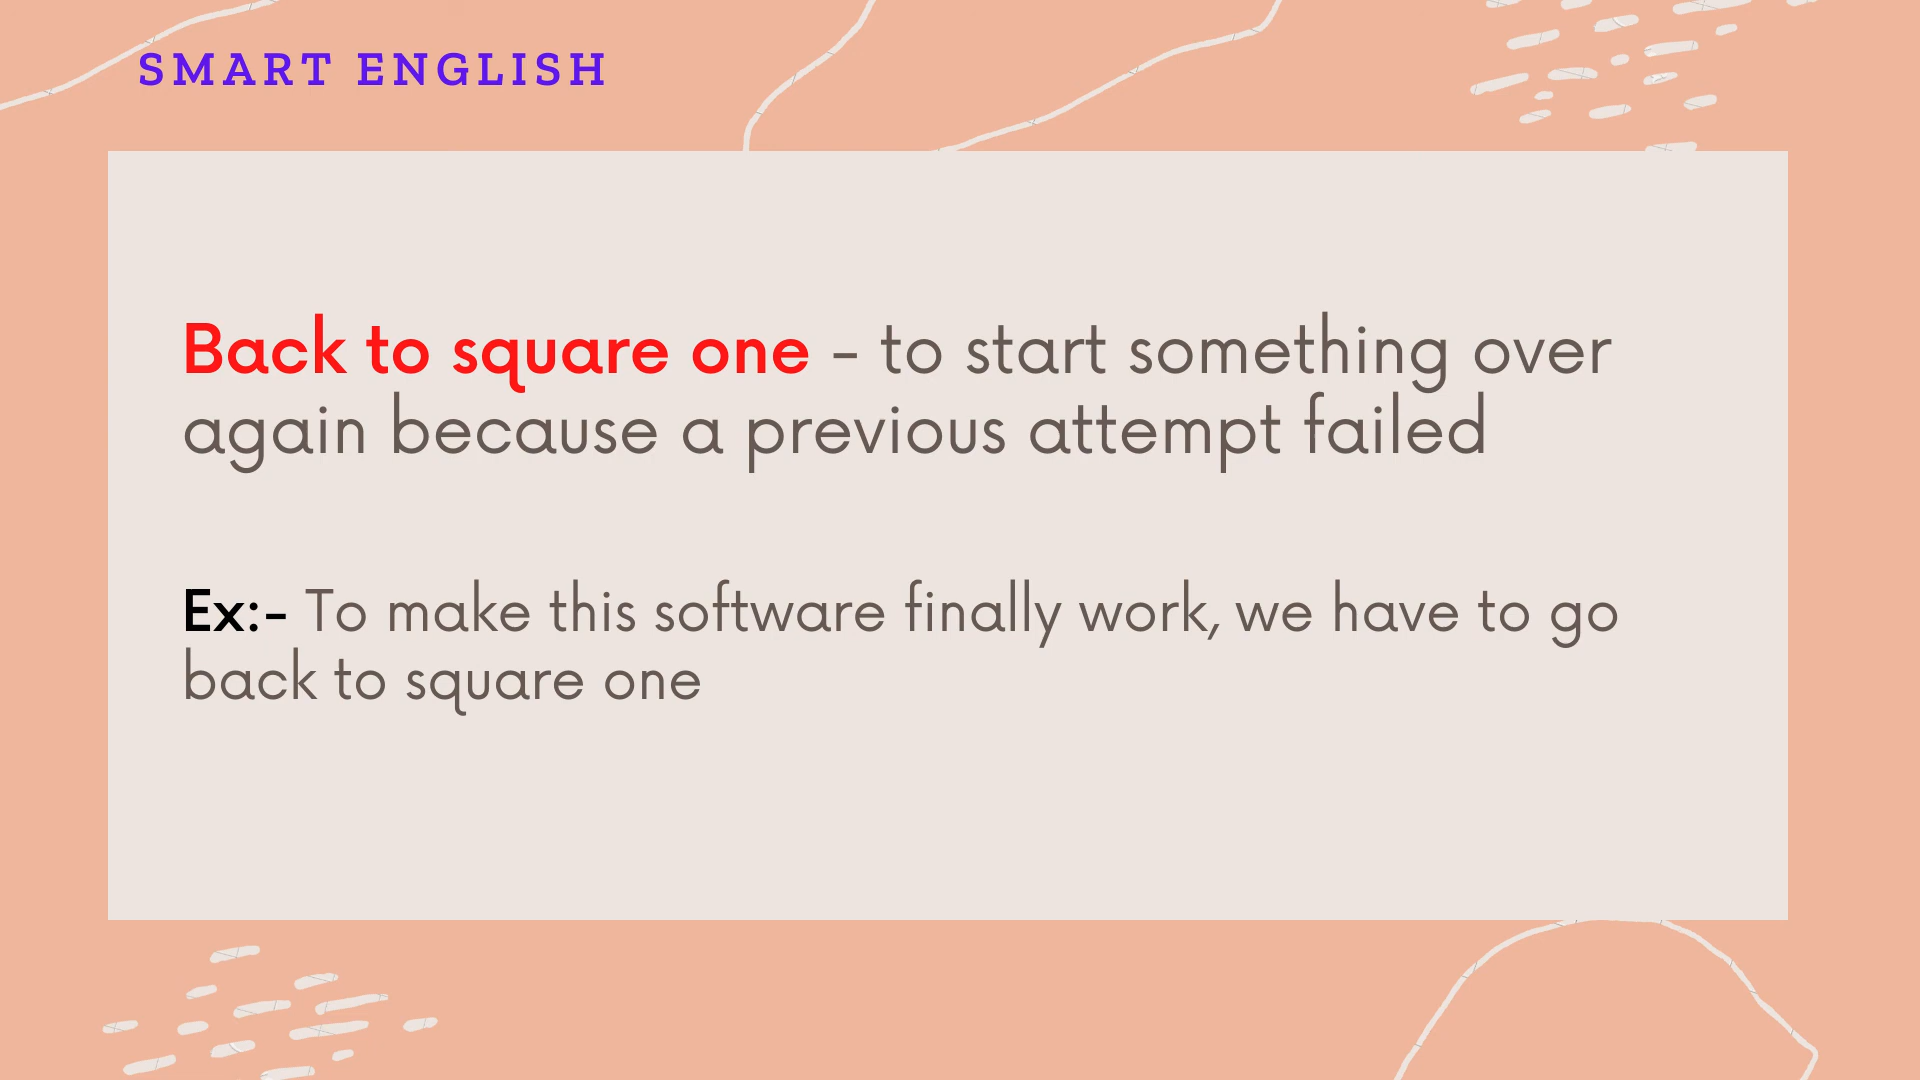 SMART ENGLISH
Back to square one - to start something over
again because a previous attempt failed
Ex:- To make this software finally work, we have to go
back to square one